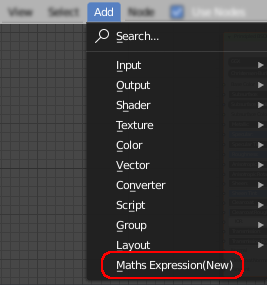 View Select Add Node Use Nodes
Search...
Input
Output
Shader
Texture
Color
Vector
Converter
Script
Group
Layout
Maths Expression(New)